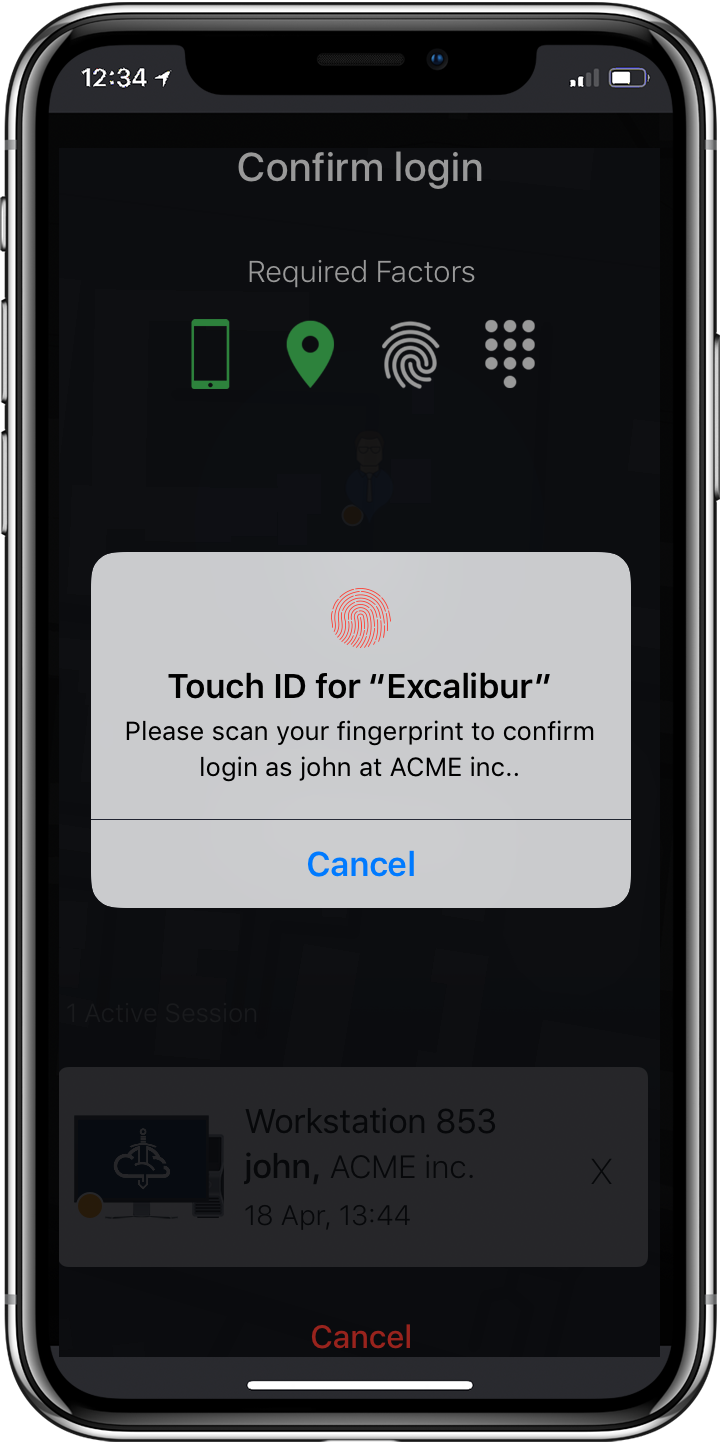 12:34
Confirm login
Required Factors
Touch ID for “Excalibur”
Please scan your fingerprint to confirm
login as john at ACME inc..
Cancel
1 Active Session
Workstation 853
john, ACME inc.
X
18 Apr, 13:44
Cancel